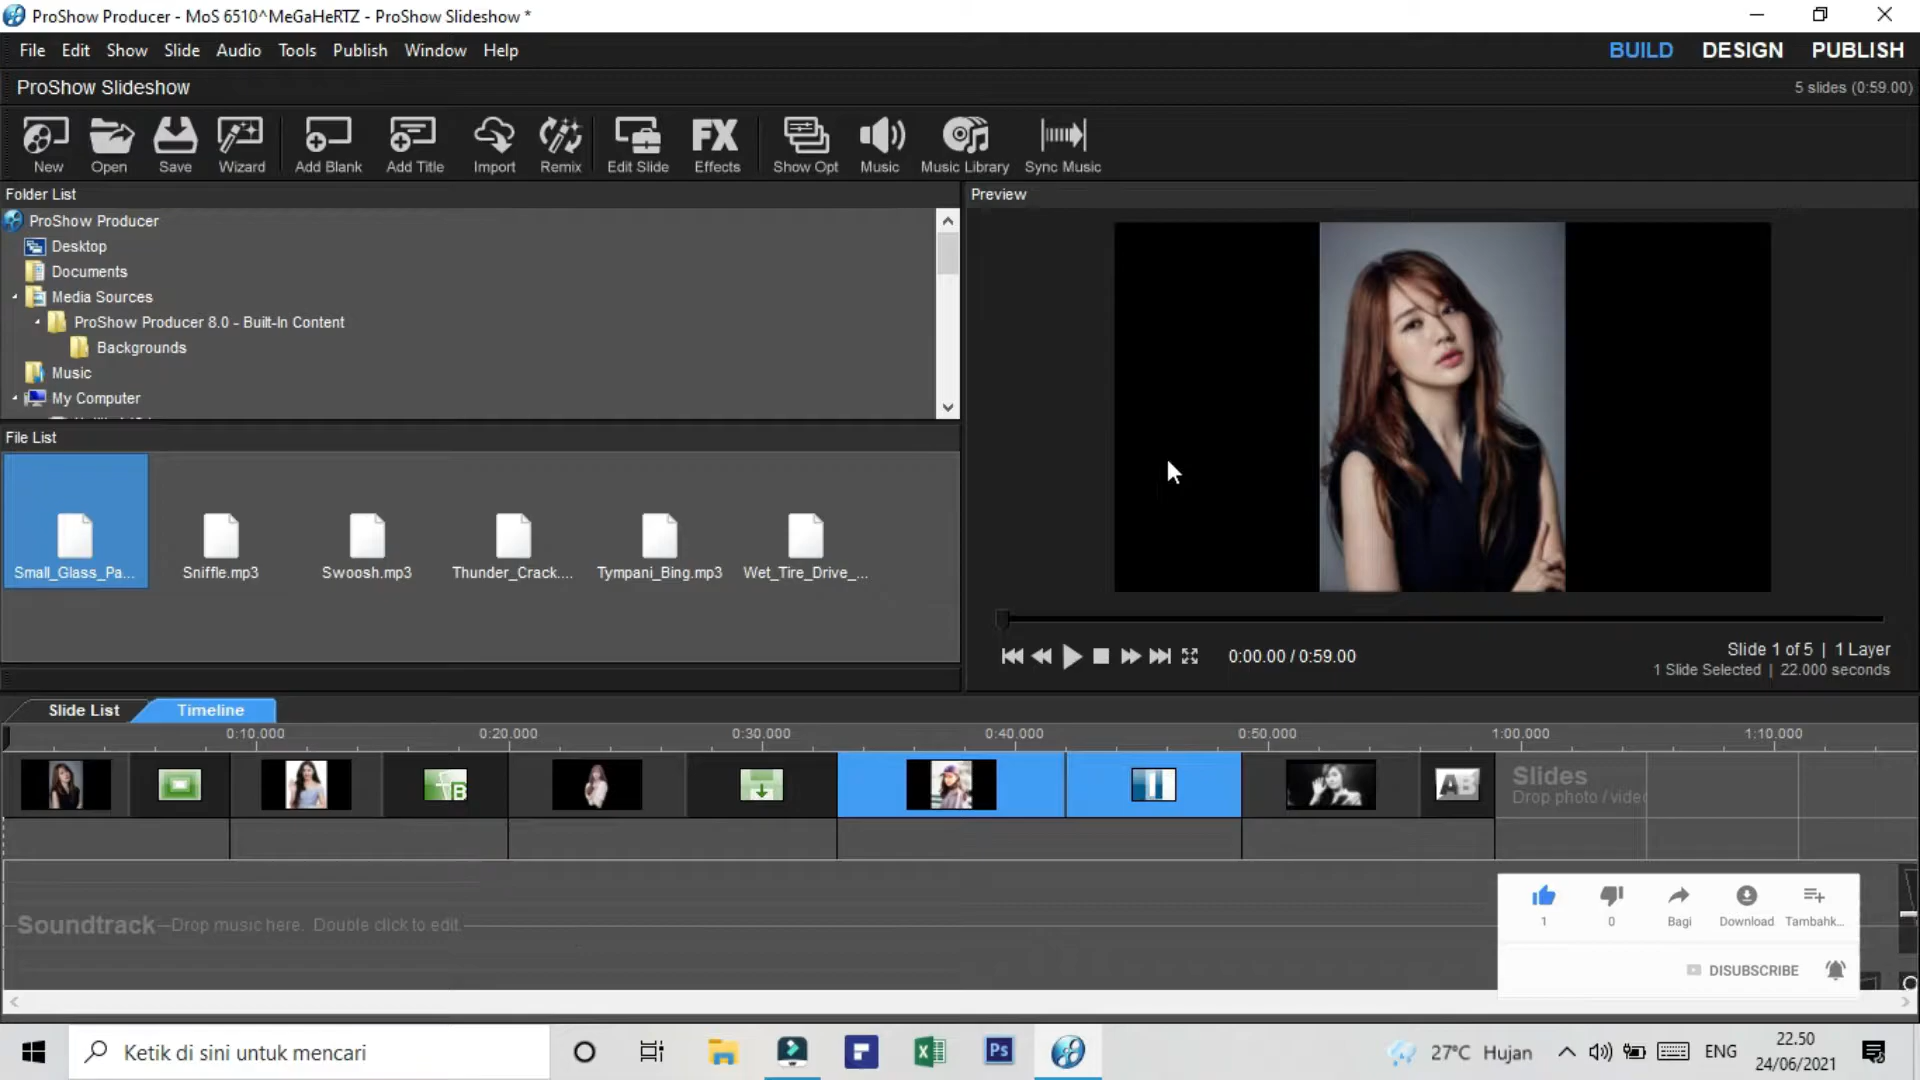 ProShow Producer - MoS 6510^MeGaHeRTZ - ProShow Slideshow *
File Edit Show Slide Audio Tools Publish Window Help
BUILD DESIGN PUBLISH
ProShow Slideshow
5 slides (0:59.00)
New Open Save Wizard Add Blank Add Title Import Remix Edit Slide FX Effects Show Opt Music Music Library Sync Music
Folder List
ProShow Producer
Desktop
Documents
Media Sources
ProShow Producer 8.0 - Built-In Content
Backgrounds
Music
My Computer
File List
Small_Glass_Pa... Sniffle.mp3 Swoosh.mp3 Thunder_Crack.... Tympani_Bing.mp3 Wet_Tire_Drive_...
Preview
0:00.00 / 0:59.00
Slide 1 of 5 | 1 Layer
1 Slide Selected | 22.000 seconds
Slide List Timeline
0:10.000 0:20.000 0:30.000 0:40.000 0:50.000 1:00.000 1:10.000
B
AB
Slides
Drop photo / video
Soundtrack Drop music here. Double click to edit.
1 0 Bagi Download Tambahk...
DISUBSCRIBE
Ketik di sini untuk mencari
Ps
27°C Hujan
ENG
22.50
24/06/2021